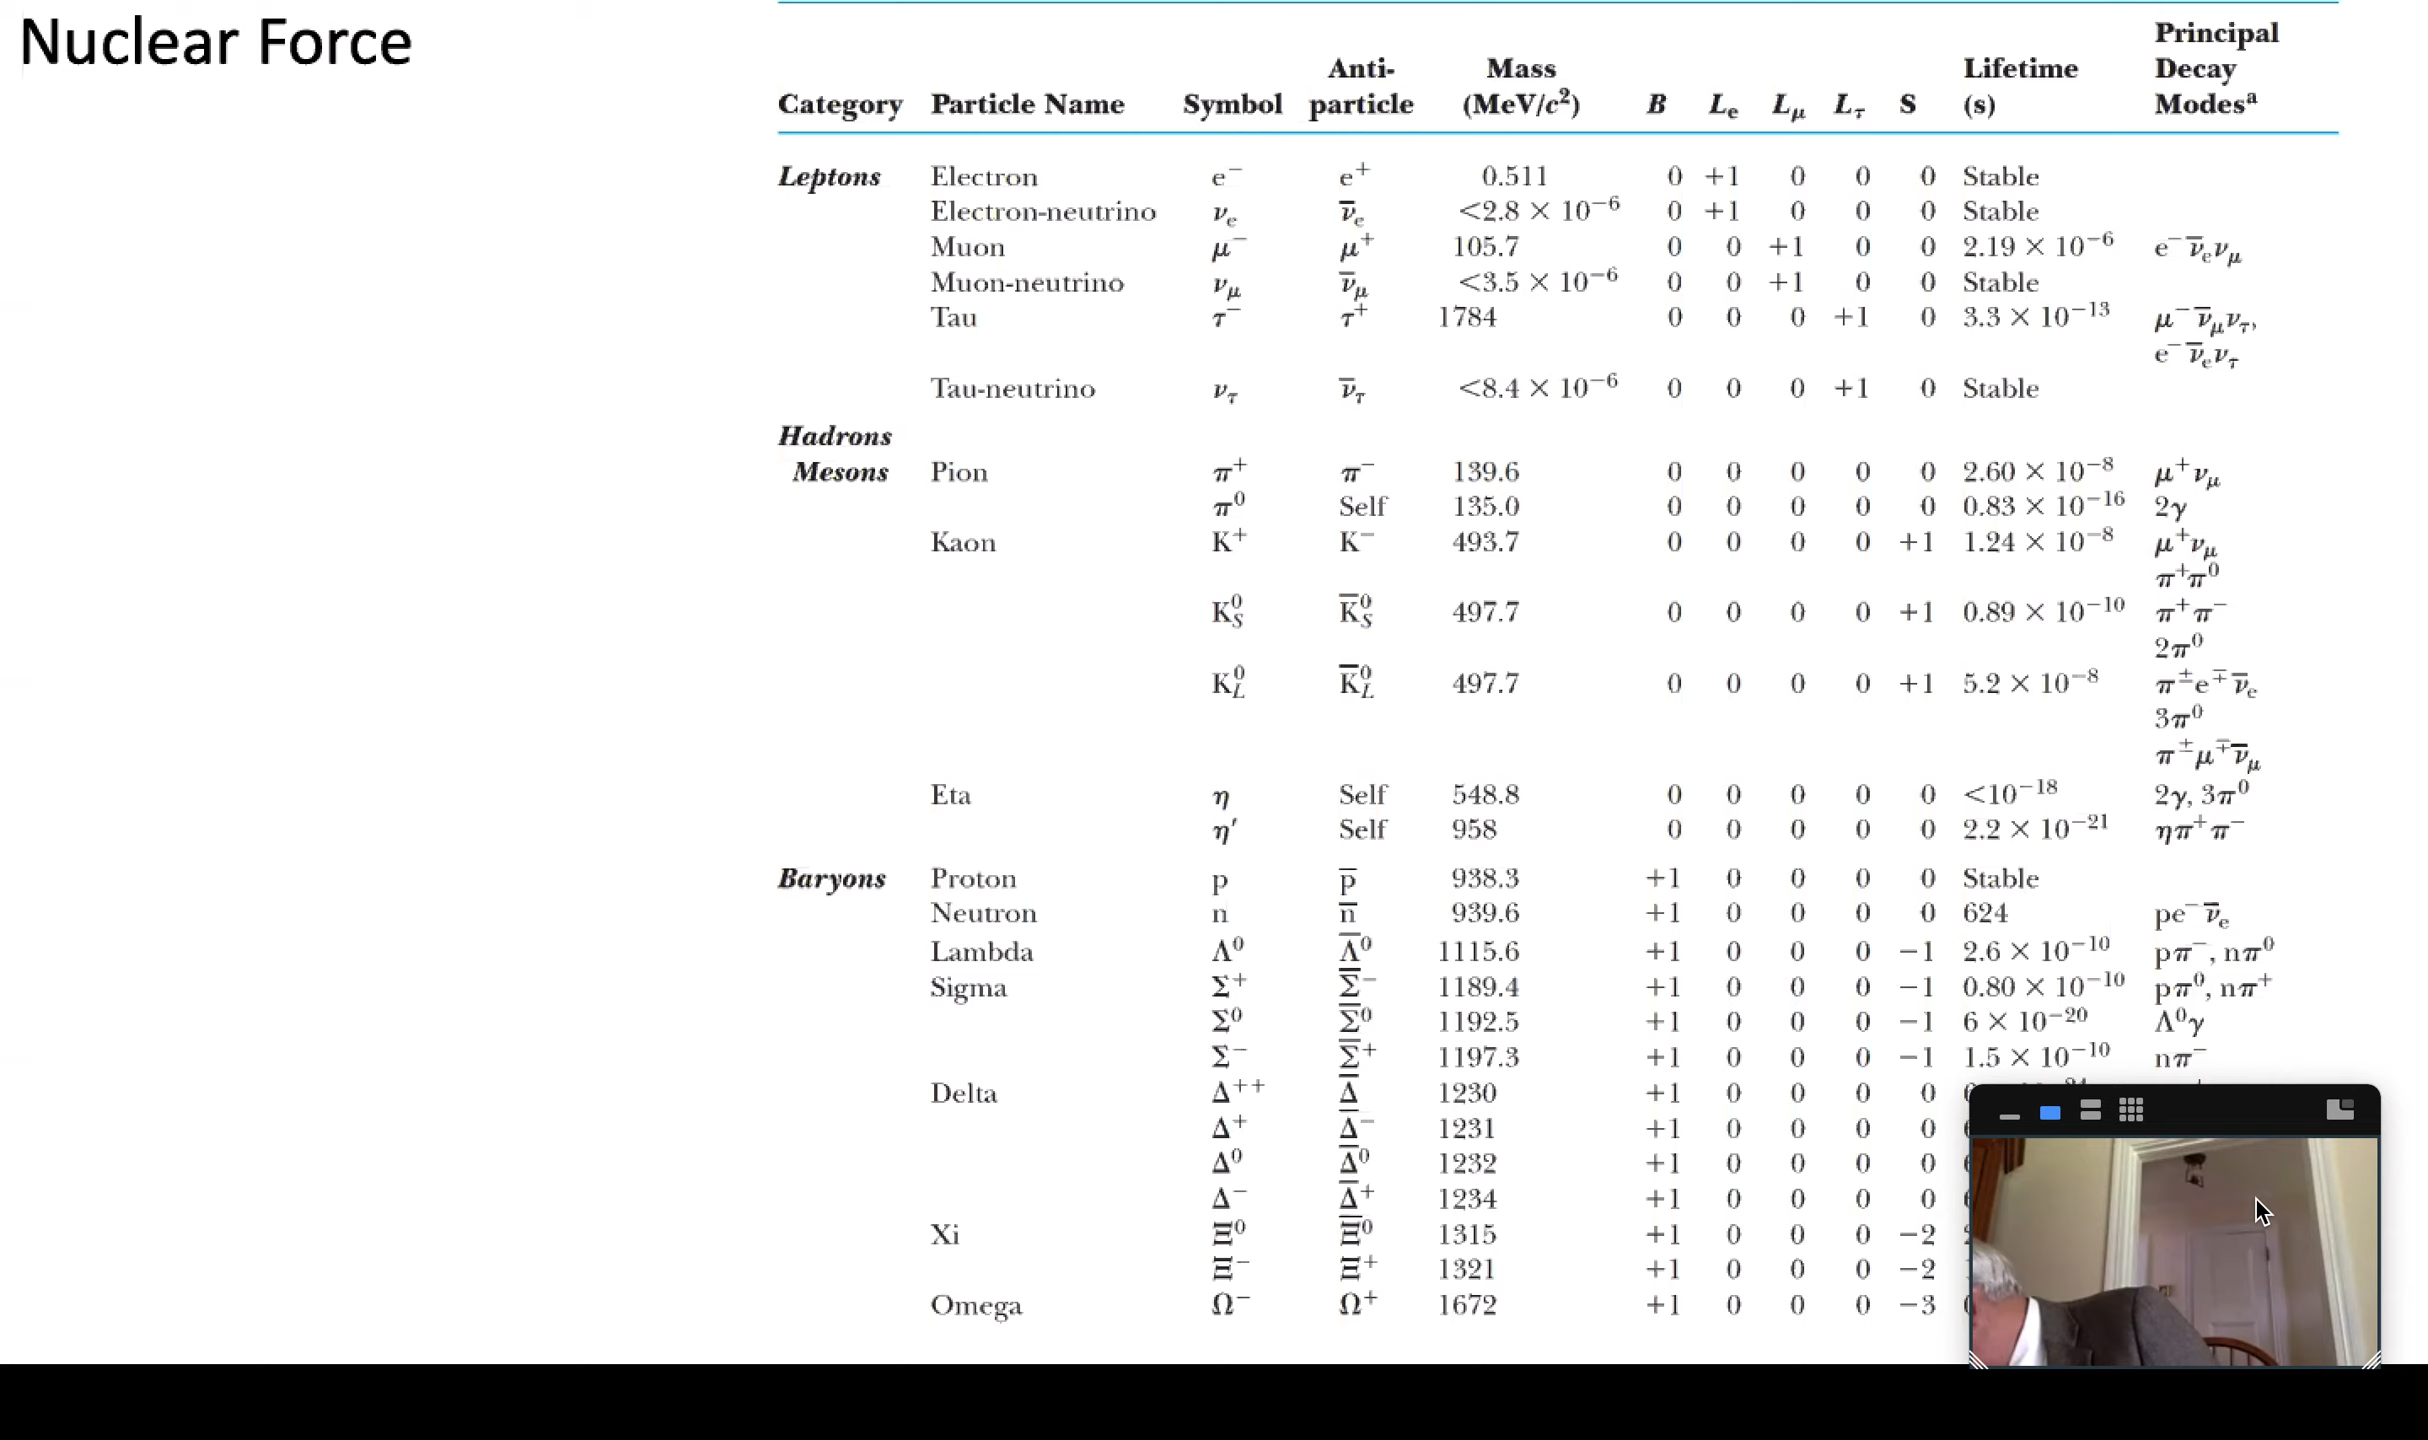 Nuclear Force
Category Particle Name Symbol Anti-particle Mass (MeV/c²) B Lₑ L_μ L_τ S Lifetime (s) Principal Decay Modesᵃ
Leptons Electron e⁻ e⁺ 0.511 0 +1 0 0 0 Stable
Electron-neutrino νₑ ν̄ₑ <2.8 × 10⁻⁶ 0 +1 0 0 0 Stable
Muon μ⁻ μ⁺ 105.7 0 0 +1 0 0 2.19 × 10⁻⁶ e⁻ν̄ₑν_μ
Muon-neutrino ν_μ ν̄_μ <3.5 × 10⁻⁶ 0 0 +1 0 0 Stable
Tau τ⁻ τ⁺ 1784 0 0 0 +1 0 3.3 × 10⁻¹³ μ⁻ν̄_μν_τ,
e⁻ν̄ₑν_τ
Tau-neutrino ν_τ ν̄_τ <8.4 × 10⁻⁶ 0 0 0 +1 0 Stable
Hadrons
Mesons Pion π⁺ π⁻ 139.6 0 0 0 0 0 2.60 × 10⁻⁸ μ⁺ν_μ
π⁰ Self 135.0 0 0 0 0 0 0.83 × 10⁻¹⁶ 2γ
Kaon K⁺ K⁻ 493.7 0 0 0 0 +1 1.24 × 10⁻⁸ μ⁺ν_μ
π⁺π⁰
K⁰_S K̄⁰_S 497.7 0 0 0 0 +1 0.89 × 10⁻¹⁰ π⁺π⁻
2π⁰
K⁰_L K̄⁰_L 497.7 0 0 0 0 +1 5.2 × 10⁻⁸ π±e∓ν̄ₑ
3π⁰
π±μ∓ν̄_μ
Eta η Self 548.8 0 0 0 0 0 <10⁻¹⁸ 2γ, 3π⁰
η′ Self 958 0 0 0 0 0 2.2 × 10⁻²¹ ηπ⁺π⁻
Baryons Proton p p̄ 938.3 +1 0 0 0 0 Stable
Neutron n n̄ 939.6 +1 0 0 0 0 624 pe⁻ν̄ₑ
Lambda Λ⁰ Λ̄⁰ 1115.6 +1 0 0 0 −1 2.6 × 10⁻¹⁰ pπ⁻, nπ⁰
Sigma Σ⁺ Σ̄⁻ 1189.4 +1 0 0 0 −1 0.80 × 10⁻¹⁰ pπ⁰, nπ⁺
Σ⁰ Σ̄⁰ 1192.5 +1 0 0 0 −1 6 × 10⁻²⁰ Λ⁰γ
Σ⁻ Σ̄⁺ 1197.3 +1 0 0 0 −1 1.5 × 10⁻¹⁰ nπ⁻
Delta Δ⁺⁺ Δ̄ 1230 +1 0 0 0 0
Δ⁺ Δ̄⁻ 1231 +1 0 0 0 0
Δ⁰ Δ̄⁰ 1232 +1 0 0 0 0
Δ⁻ Δ̄⁺ 1234 +1 0 0 0 0
Xi Ξ⁰ Ξ̄⁰ 1315 +1 0 0 0 −2
Ξ⁻ Ξ⁺ 1321 +1 0 0 0 −2
Omega Ω⁻ Ω⁺ 1672 +1 0 0 0 −3